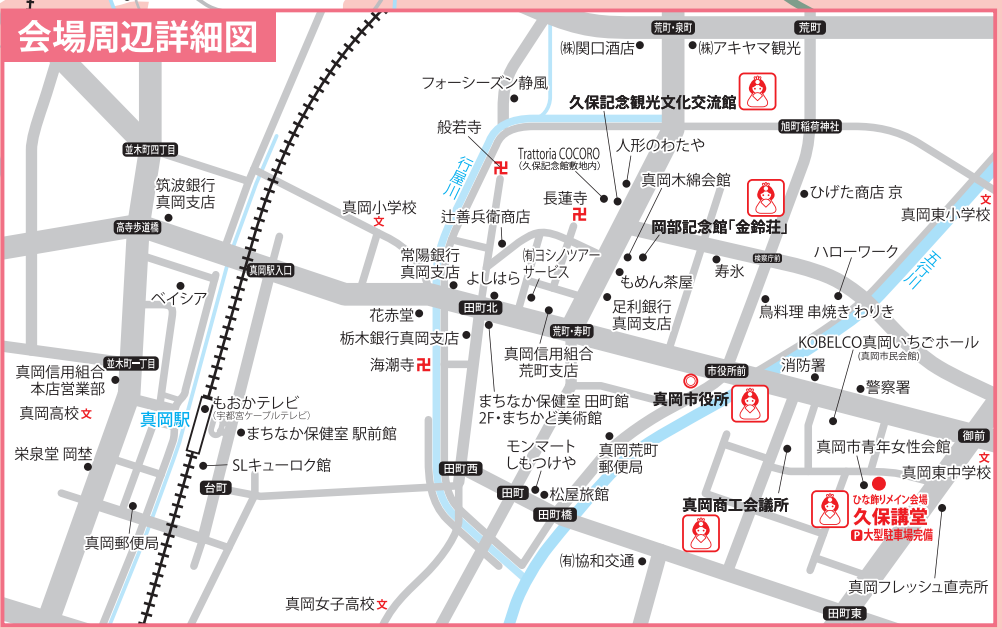 会場周辺詳細図
荒町・泉町
荒町
㈱関口酒店
㈱アキヤマ観光
フォーシーズン静風
久保記念観光文化交流館
般若寺
旭町稲荷神社
行屋川
人形のわたや
並木町四丁目
Trattoria COCORO
(久保記念館敷地内)
真岡木綿会館
筑波銀行
真岡支店
長蓮寺
ひげた商店 京
真岡小学校
文
文
真岡東小学校
辻善兵衛商店
岡部記念館「金鈴荘」
高寺歩道橋
常陽銀行
真岡支店
㈲ヨシノツアー
サービス
ハローワーク
検察庁前
寿氷
五行川
真岡駅入口
よしはら
もめん茶屋
ベイシア
田町北
足利銀行
真岡支店
鳥料理 串焼き わりき
花赤堂
栃木銀行真岡支店
荒町・寿町
KOBELCO真岡いちごホール
(真岡市民会館)
真岡信用組合
荒町支店
並木町一丁目
海潮寺
消防署
真岡信用組合
本店営業部
市役所前
警察署
真岡市役所
もおかテレビ
(宇都宮ケーブルテレビ)
まちなか保健室 田町館
2F・まちかど美術館
真岡高校文
真岡駅
まちなか保健室 駅前館
御前
モンマート
しもつけや
真岡荒町
郵便局
真岡市青年女性会館
栄泉堂 岡埜
文
真岡東中学校
SLキューロク館
田町西
台町
田町
松屋旅館
ひな飾りメイン会場
久保講堂
P大型駐車場完備
真岡商工会議所
田町橋
真岡郵便局
㈲協和交通
真岡フレッシュ直売所
真岡女子高校文
田町東